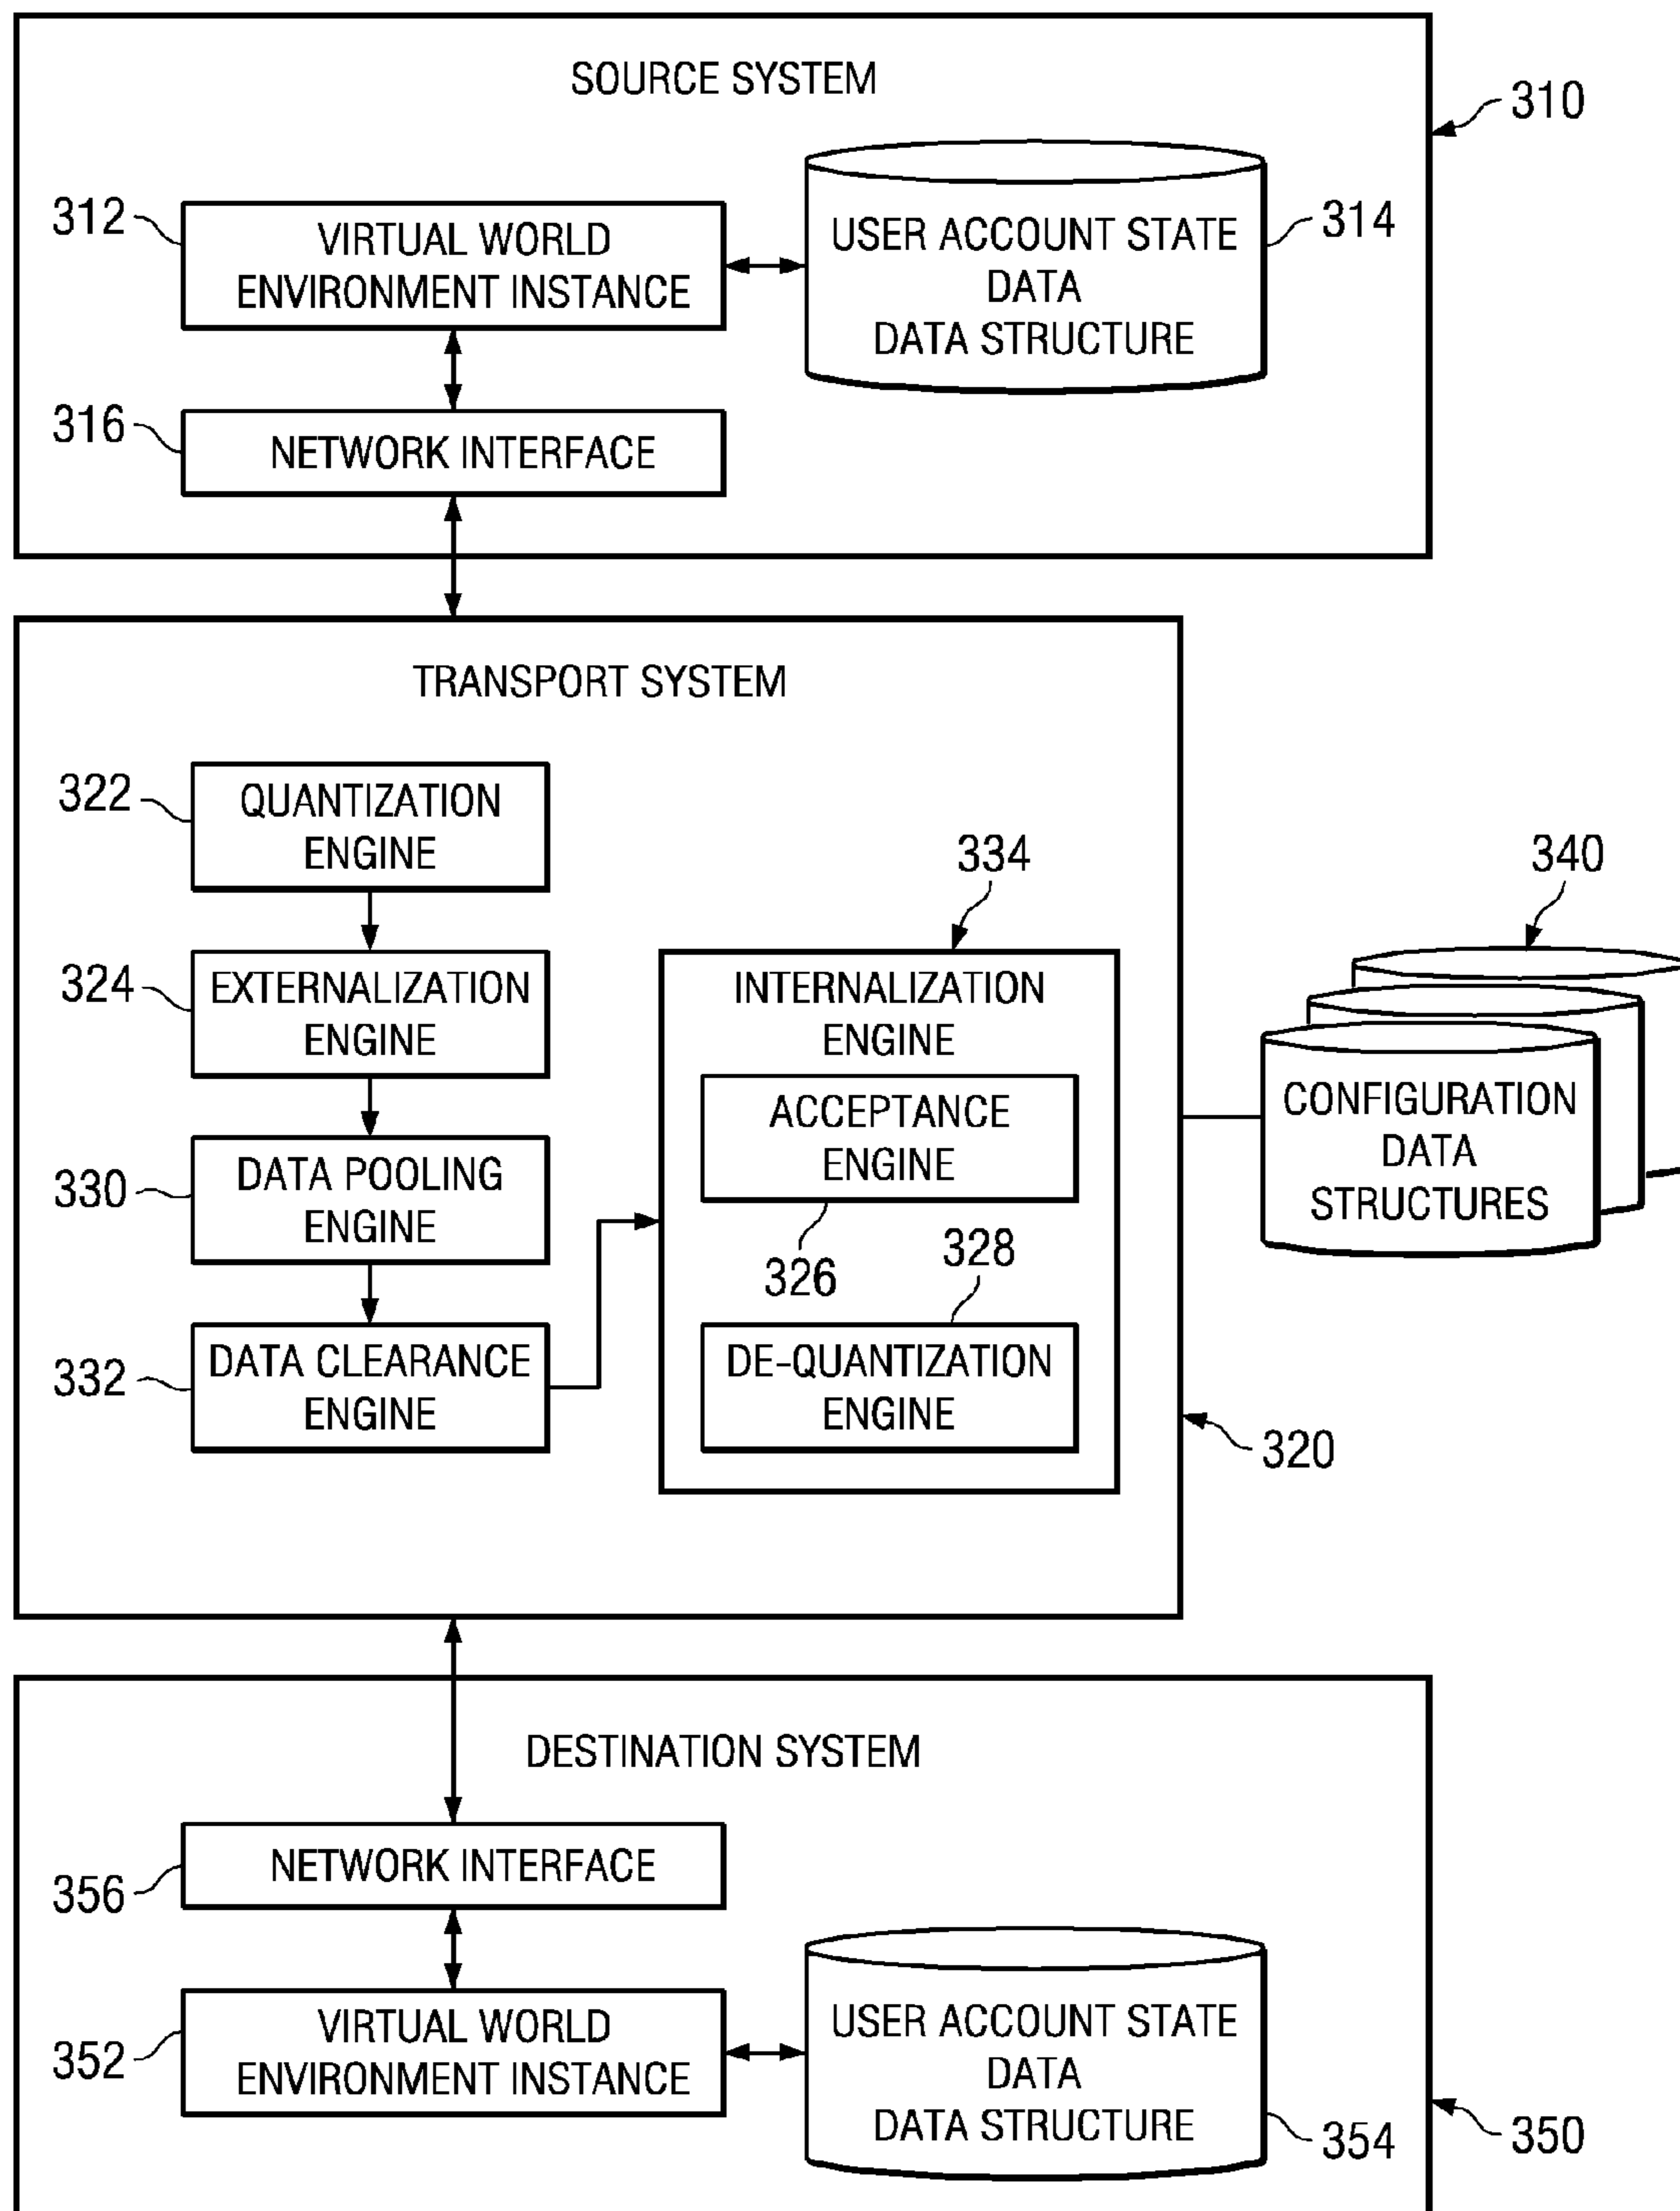 SOURCE SYSTEM
310
312
VIRTUAL WORLD
ENVIRONMENT INSTANCE
USER ACCOUNT STATE
DATA
DATA STRUCTURE
314
316
NETWORK INTERFACE
TRANSPORT SYSTEM
322
QUANTIZATION
ENGINE
324
EXTERNALIZATION
ENGINE
330
DATA POOLING
ENGINE
332
DATA CLEARANCE
ENGINE
334
INTERNALIZATION
ENGINE
ACCEPTANCE
ENGINE
326
328
DE-QUANTIZATION
ENGINE
340
CONFIGURATION
DATA
STRUCTURES
320
DESTINATION SYSTEM
356
NETWORK INTERFACE
352
VIRTUAL WORLD
ENVIRONMENT INSTANCE
USER ACCOUNT STATE
DATA
DATA STRUCTURE
354
350